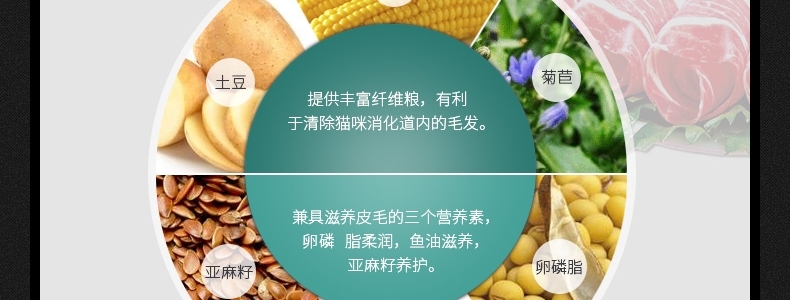 土豆
菊苣
提供丰富纤维粮，有利
于清除猫咪消化道内的毛发。
兼具滋养皮毛的三个营养素，
卵磷 脂柔润，鱼油滋养，
亚麻籽养护。
亚麻籽
卵磷脂